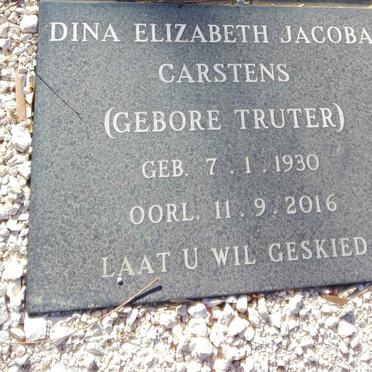 DINA ELIZABETH JACOBA
CARSTENS
(GEBORE TRUTER)
GEB. 7.1.1930
OORL. 11.9.2016
LAAT U WIL GESKIED